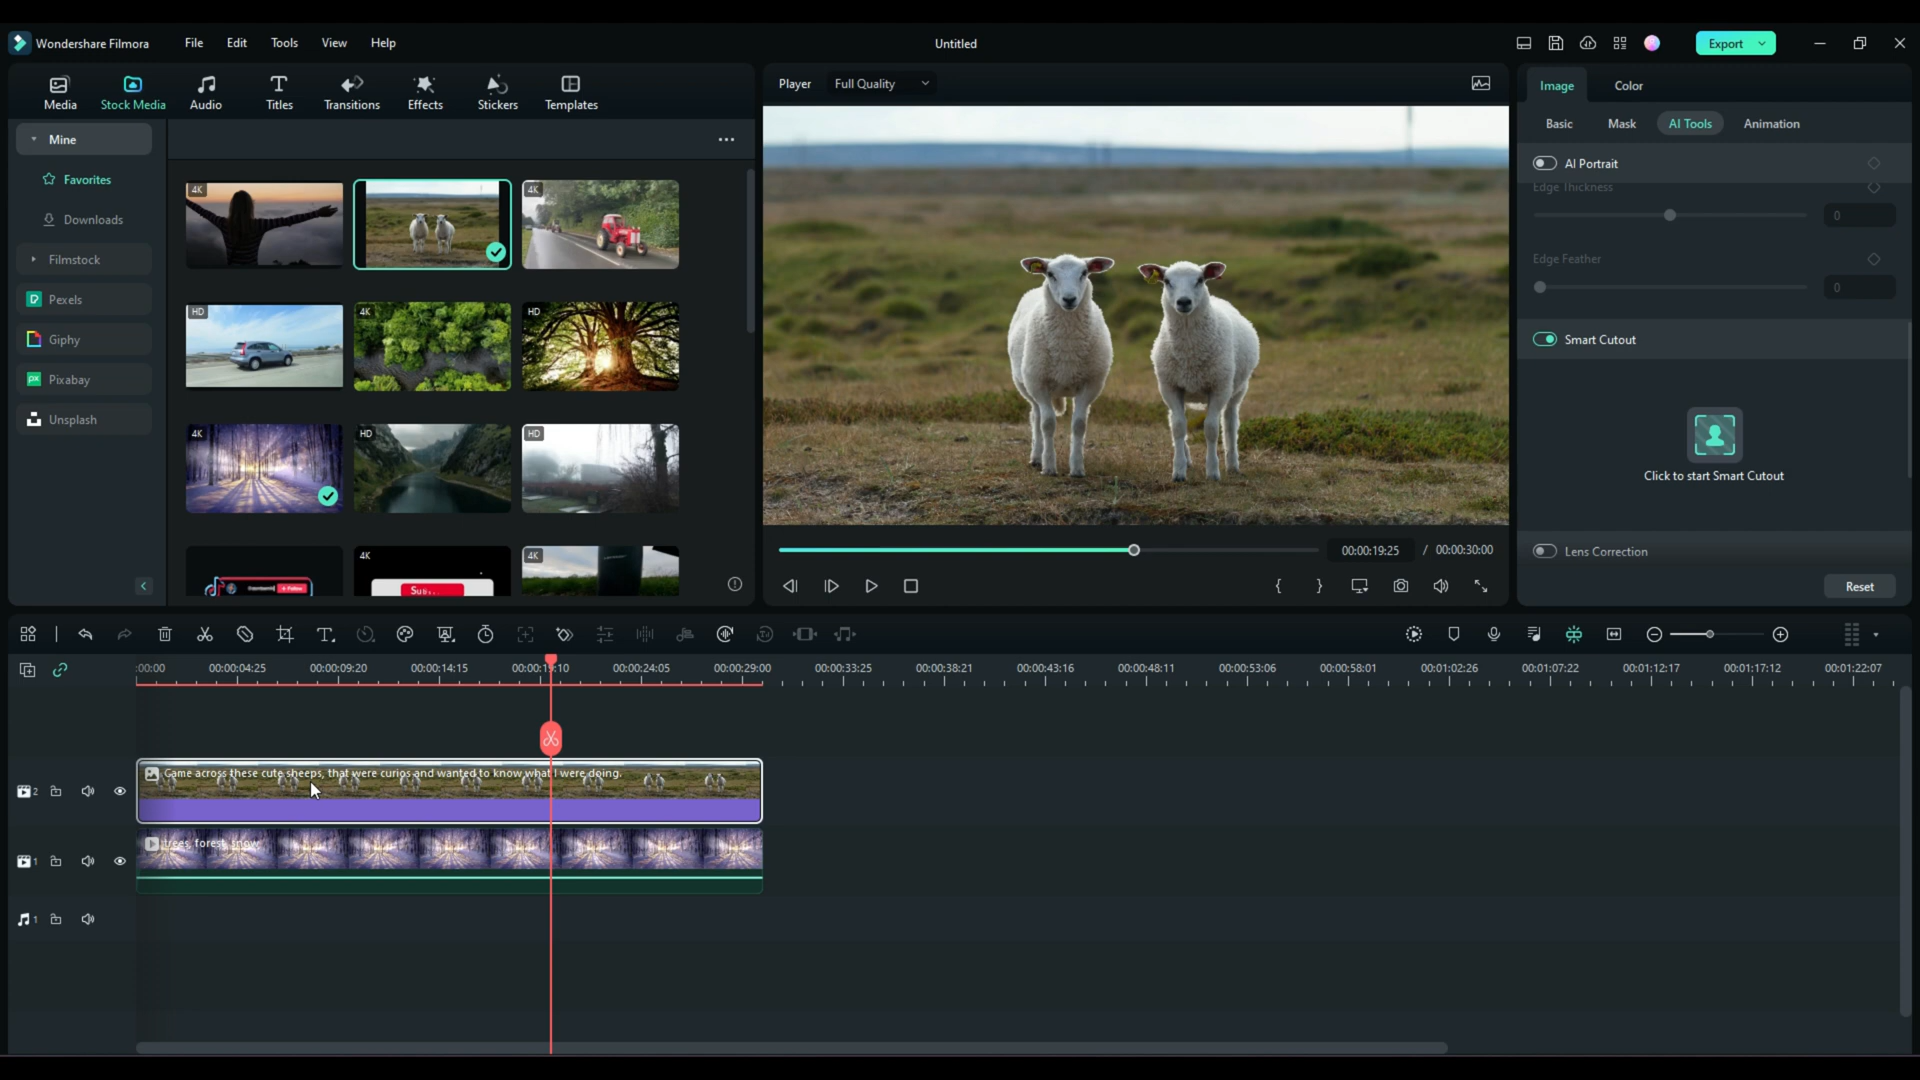 Wondershare Filmora File Edit Tools View Help Untitled Export
Media Stock Media Audio Titles Transitions Effects Stickers Templates
Mine
Favorites
Downloads
Filmstock
Pexels
Giphy
Pixabay
Unsplash
4K
4K
HD
4K
HD
4K
HD
HD
4K
4K
Player Full Quality
00:00:19:25 / 00:00:30:00
Image Color
Basic Mask AI Tools Animation
AI Portrait
Edge Thickness
0
Edge Feather
0
Smart Cutout
Click to start Smart Cutout
Lens Correction
Reset
:00:00 00:00:04:25 00:00:09:20 00:00:14:15 00:00:19:10 00:00:24:05 00:00:29:00 00:00:33:25 00:00:38:21 00:00:43:16 00:00:48:11 00:00:53:06 00:00:58:01 00:01:02:26 00:01:07:22 00:01:12:17 00:01:17:12 00:01:22:07
Came across these cute sheeps, that were curios and wanted to know what I were doing.
2
trees, forest, snow
1
1